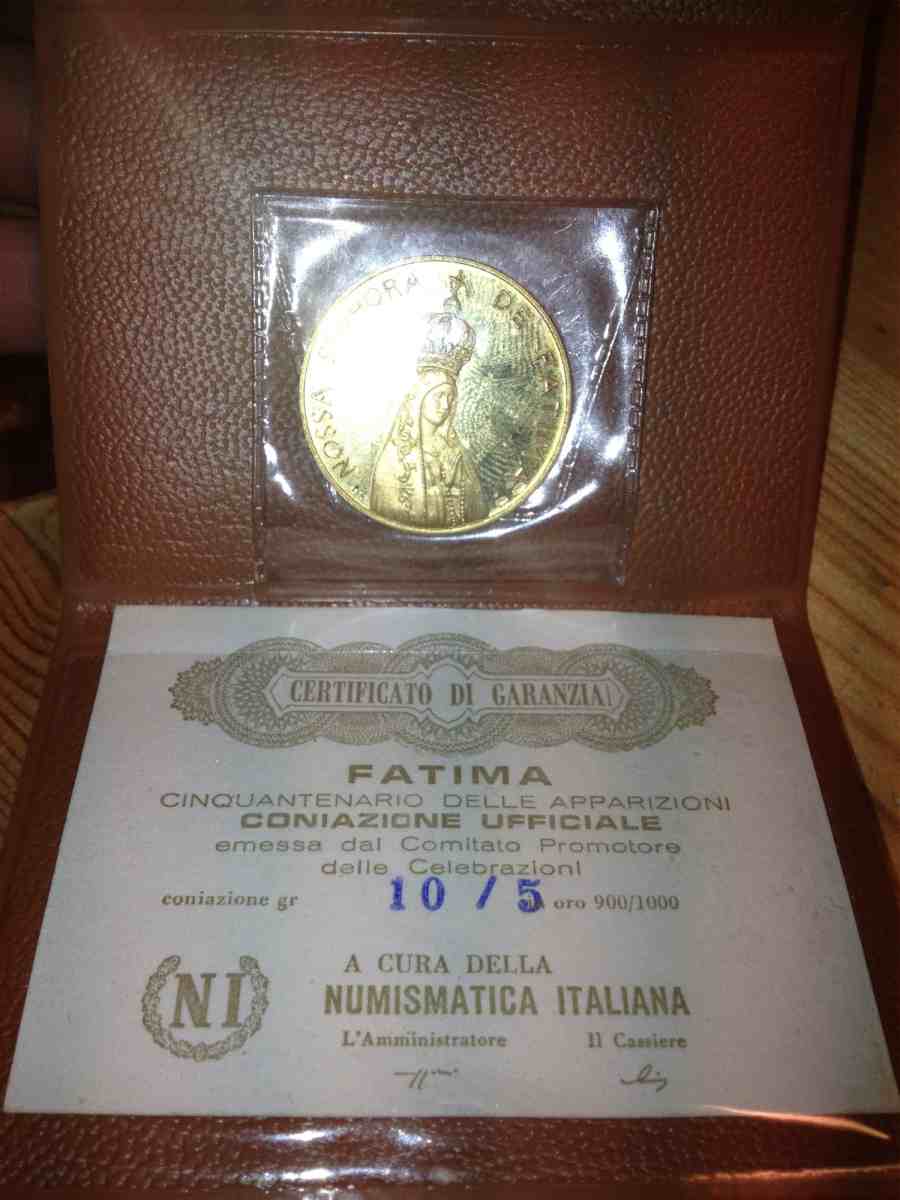 NOSSA SENHORA DE FATIMA
CERTIFICATO DI GARANZIA
FATIMA
CINQUANTENARIO DELLE APPARIZIONI
CONIAZIONE UFFICIALE
emessa dal Comitato Promotore
delle Celebrazioni
coniazione gr 10 / 5 oro 900/1000
NI
A CURA DELLA
NUMISMATICA ITALIANA
L'Amministratore Il Cassiere